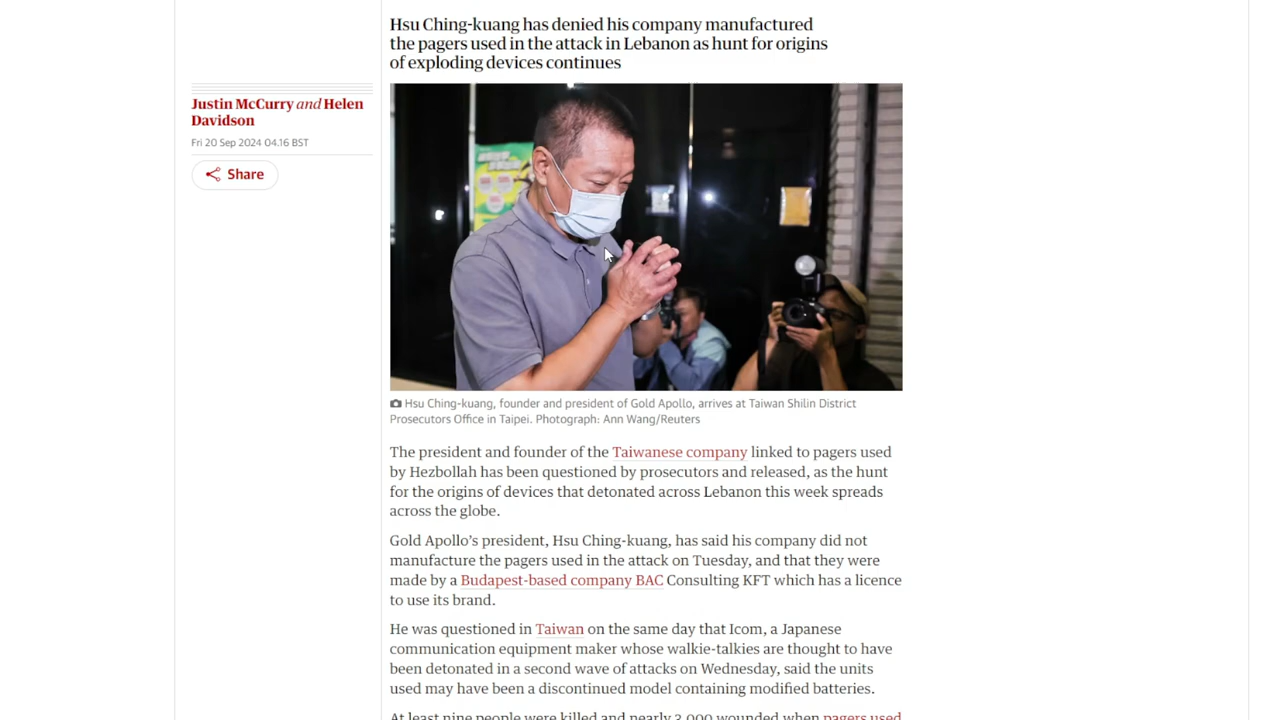 Hsu Ching-kuang has denied his company manufactured
the pagers used in the attack in Lebanon as hunt for origins
of exploding devices continues
Justin McCurry and Helen
Davidson
Fri 20 Sep 2024 04.16 BST
Share
Hsu Ching-kuang, founder and president of Gold Apollo, arrives at Taiwan Shilin District
Prosecutors Office in Taipei. Photograph: Ann Wang/Reuters
The president and founder of the Taiwanese company linked to pagers used
by Hezbollah has been questioned by prosecutors and released, as the hunt
for the origins of devices that detonated across Lebanon this week spreads
across the globe.
Gold Apollo’s president, Hsu Ching-kuang, has said his company did not
manufacture the pagers used in the attack on Tuesday, and that they were
made by a Budapest-based company BAC Consulting KFT which has a licence
to use its brand.
He was questioned in Taiwan on the same day that Icom, a Japanese
communication equipment maker whose walkie-talkies are thought to have
been detonated in a second wave of attacks on Wednesday, said the units
used may have been a discontinued model containing modified batteries.
At least nine people were killed and nearly 3,000 wounded when pagers used